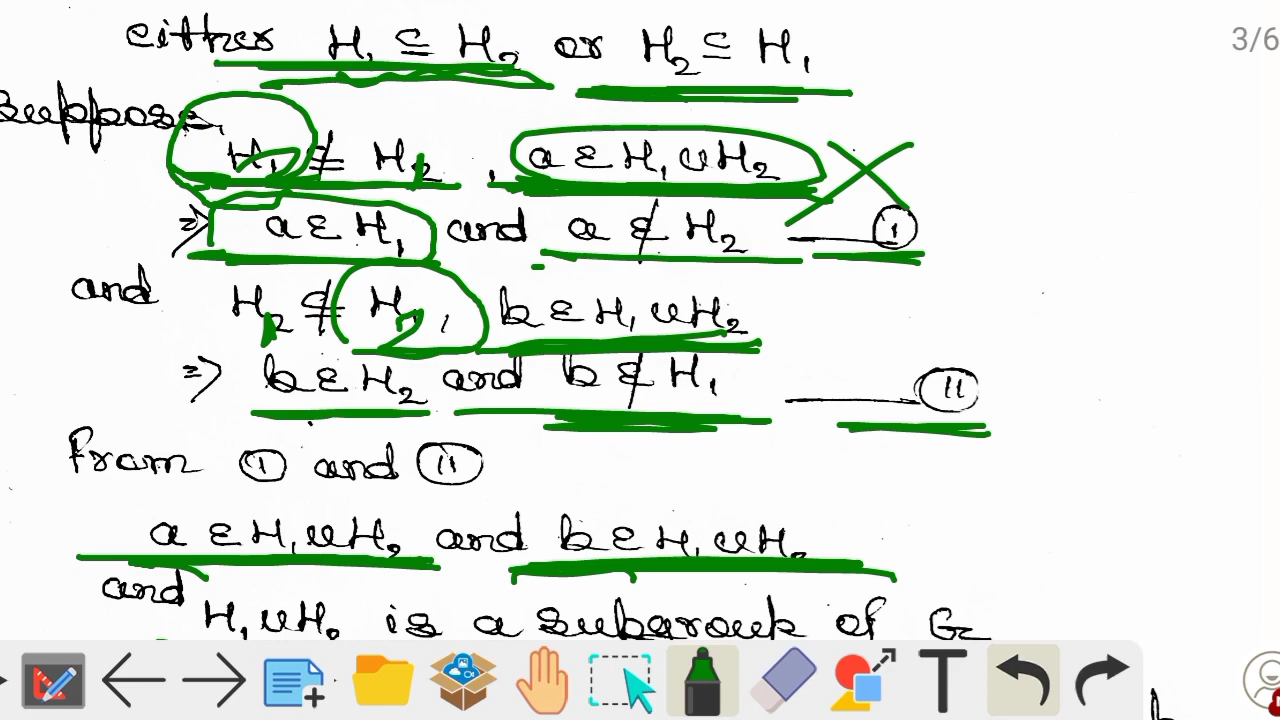 either H₁ ⊆ H₂ or H₂ ⊆ H₁
3/6
Suppose,
H₁ ⊈ H₂ , a ∈ H₁ ∪ H₂
⇒ a ∈ H₁ and a ∉ H₂ —— (I)
and H₂ ⊈ H₁, b ∈ H₁ ∪ H₂
⇒ b ∈ H₂ and b ∉ H₁ —— (II)
From (I) and (II)
a ∈ H₁ ∪ H₂ and b ∈ H₁ ∪ H₂
and
H₁ ∪ H₂ is a subgroup of G
T